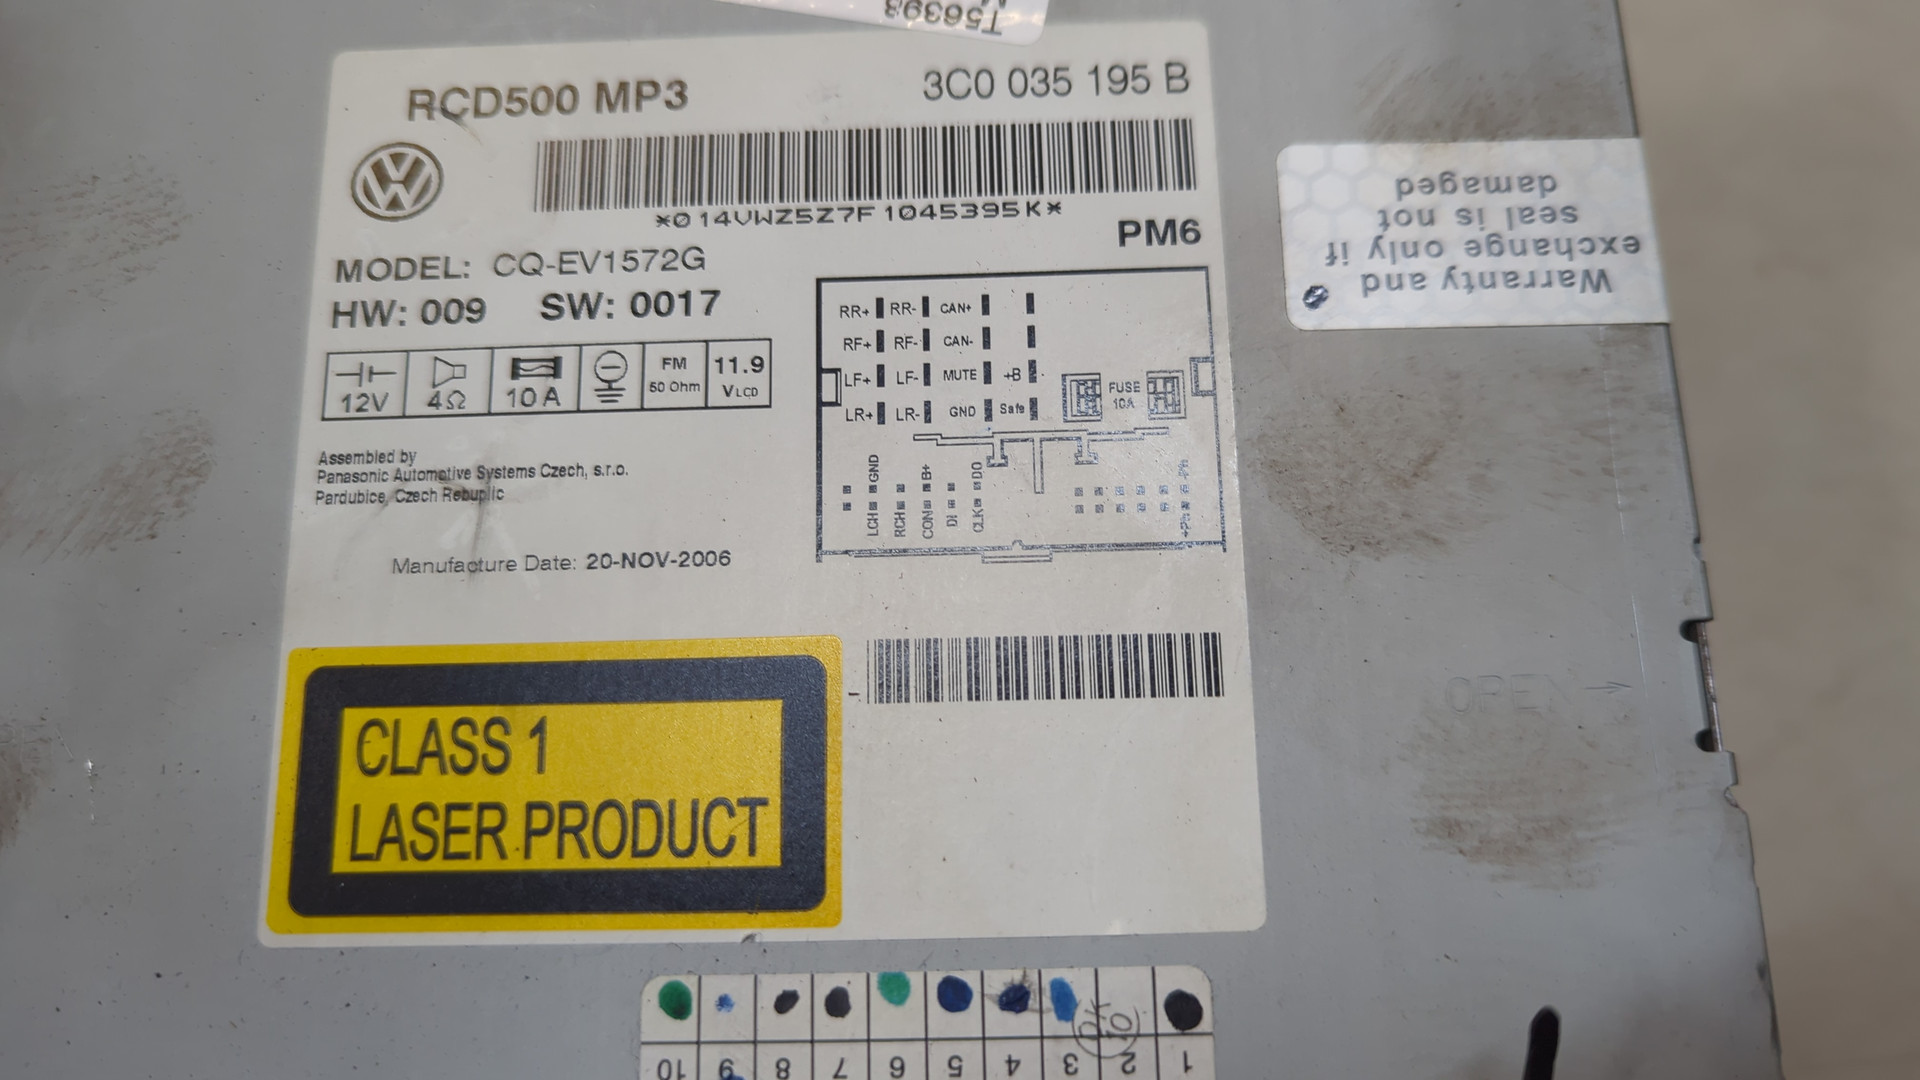 T56393
RCD500 MP3
3C0 035 195 B
*014VWZ5Z7F1045395K*
PM6
MODEL: CQ-EV1572G
HW: 009 SW: 0017
12V 4Ω 10A FM 50 Ohm 11.9 VLCD
Assembled by
Panasonic Automotive Systems Czech, s.r.o.
Pardubice, Czech Rebuplic
Manufacture Date: 20-NOV-2006
RR+ RR- CAN+
RF+ RF- CAN-
LF+ LF- MUTE +B
LR+ LR- GND Safe
FUSE
10A
GND B+ DO
LCH RCH CON DI CLK
CLASS 1
LASER PRODUCT
Warranty and
exchange only if
seal is not
damaged
OPEN →
OK
10
1 2 3 4 5 6 7 8 9 10